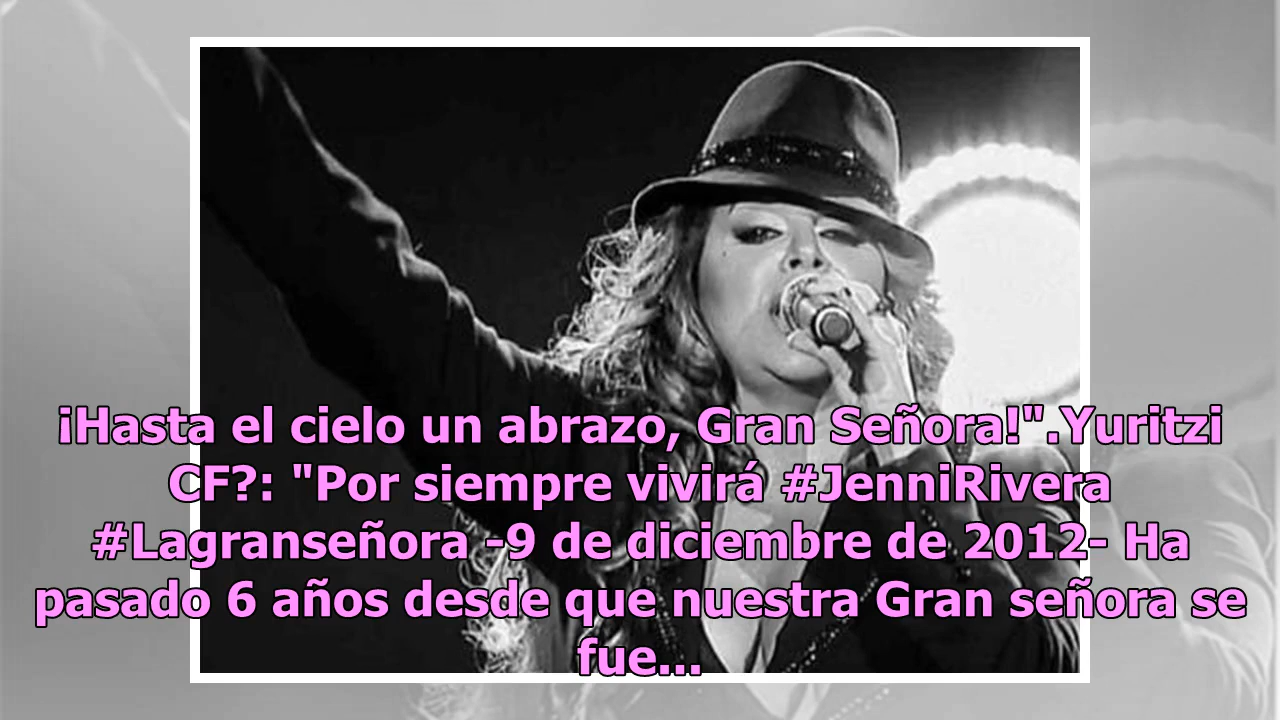 ¡Hasta el cielo un abrazo, Gran Señora!".Yuritzi
CF?: "Por siempre vivirá #JenniRivera
#Lagranseñora -9 de diciembre de 2012- Ha
pasado 6 años desde que nuestra Gran señora se
fue...